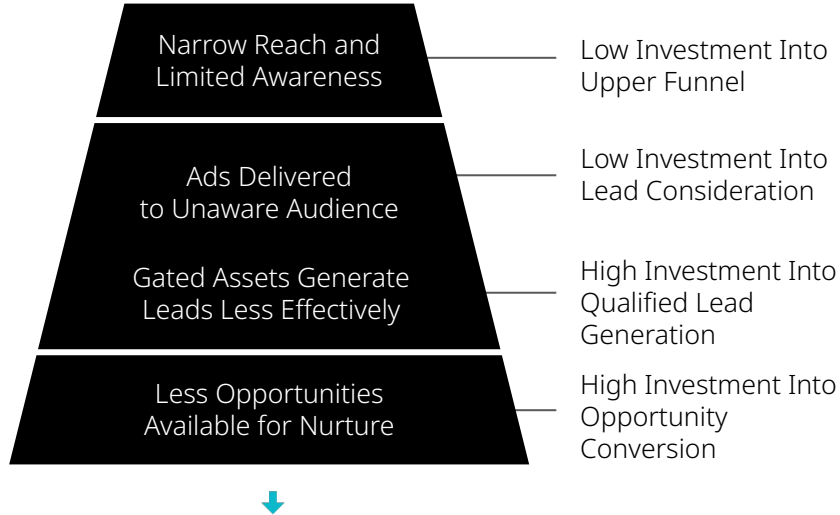 Narrow Reach and
Limited Awareness
Low Investment Into
Upper Funnel
Ads Delivered
to Unaware Audience
Low Investment Into
Lead Consideration
Gated Assets Generate
Leads Less Effectively
High Investment Into
Qualified Lead
Generation
Less Opportunities
Available for Nurture
High Investment Into
Opportunity
Conversion